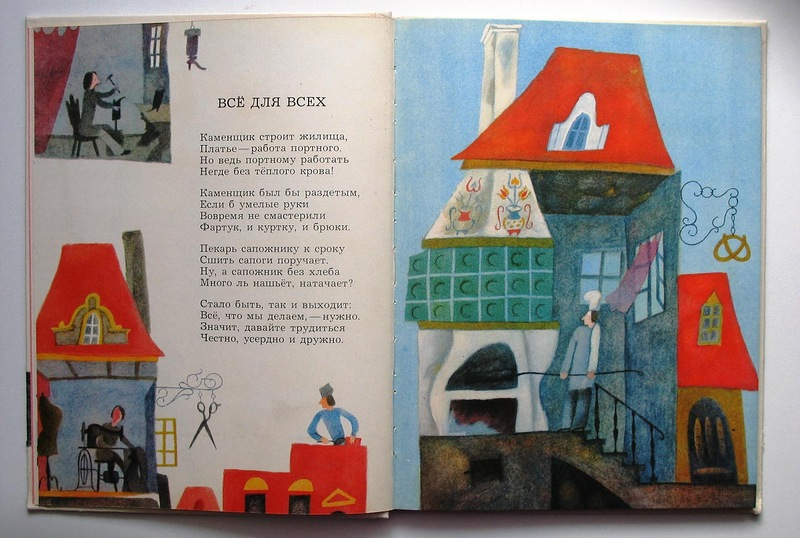 ВСЁ ДЛЯ ВСЕХ
Каменщик строит жилища,
Платье — работа портного.
Но ведь портному работать
Негде без тёплого крова!
Каменщик был бы раздетым,
Если б умелые руки
Вовремя не смастерили
Фартук, и куртку, и брюки.
Пекарь сапожнику к сроку
Сшить сапоги поручает.
Ну, а сапожник без хлеба
Много ль нашьёт, натачает?
Стало быть, так и выходит:
Всё, что мы делаем, — нужно.
Значит, давайте трудиться
Честно, усердно и дружно.